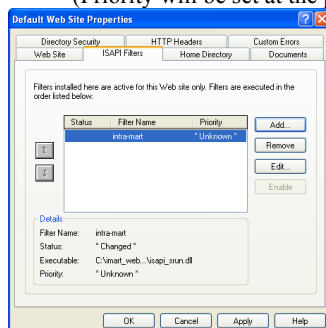 (Priority will be set at the
Default Web Site Properties
Directory Security HTTP Headers Custom Errors
Web Site ISAPI Filters Home Directory Documents
Filters installed here are active for this Web site only. Filters are executed in the
order listed below:
Status Filter Name Priority
intra-mart * Unknown *
Add...
Remove
Edit...
Enable
Details
Filter Name: intra-mart
Status: * Changed *
Executable: C:\imart_web...\isapi_srun.dll
Priority: * Unknown *
OK Cancel Apply Help